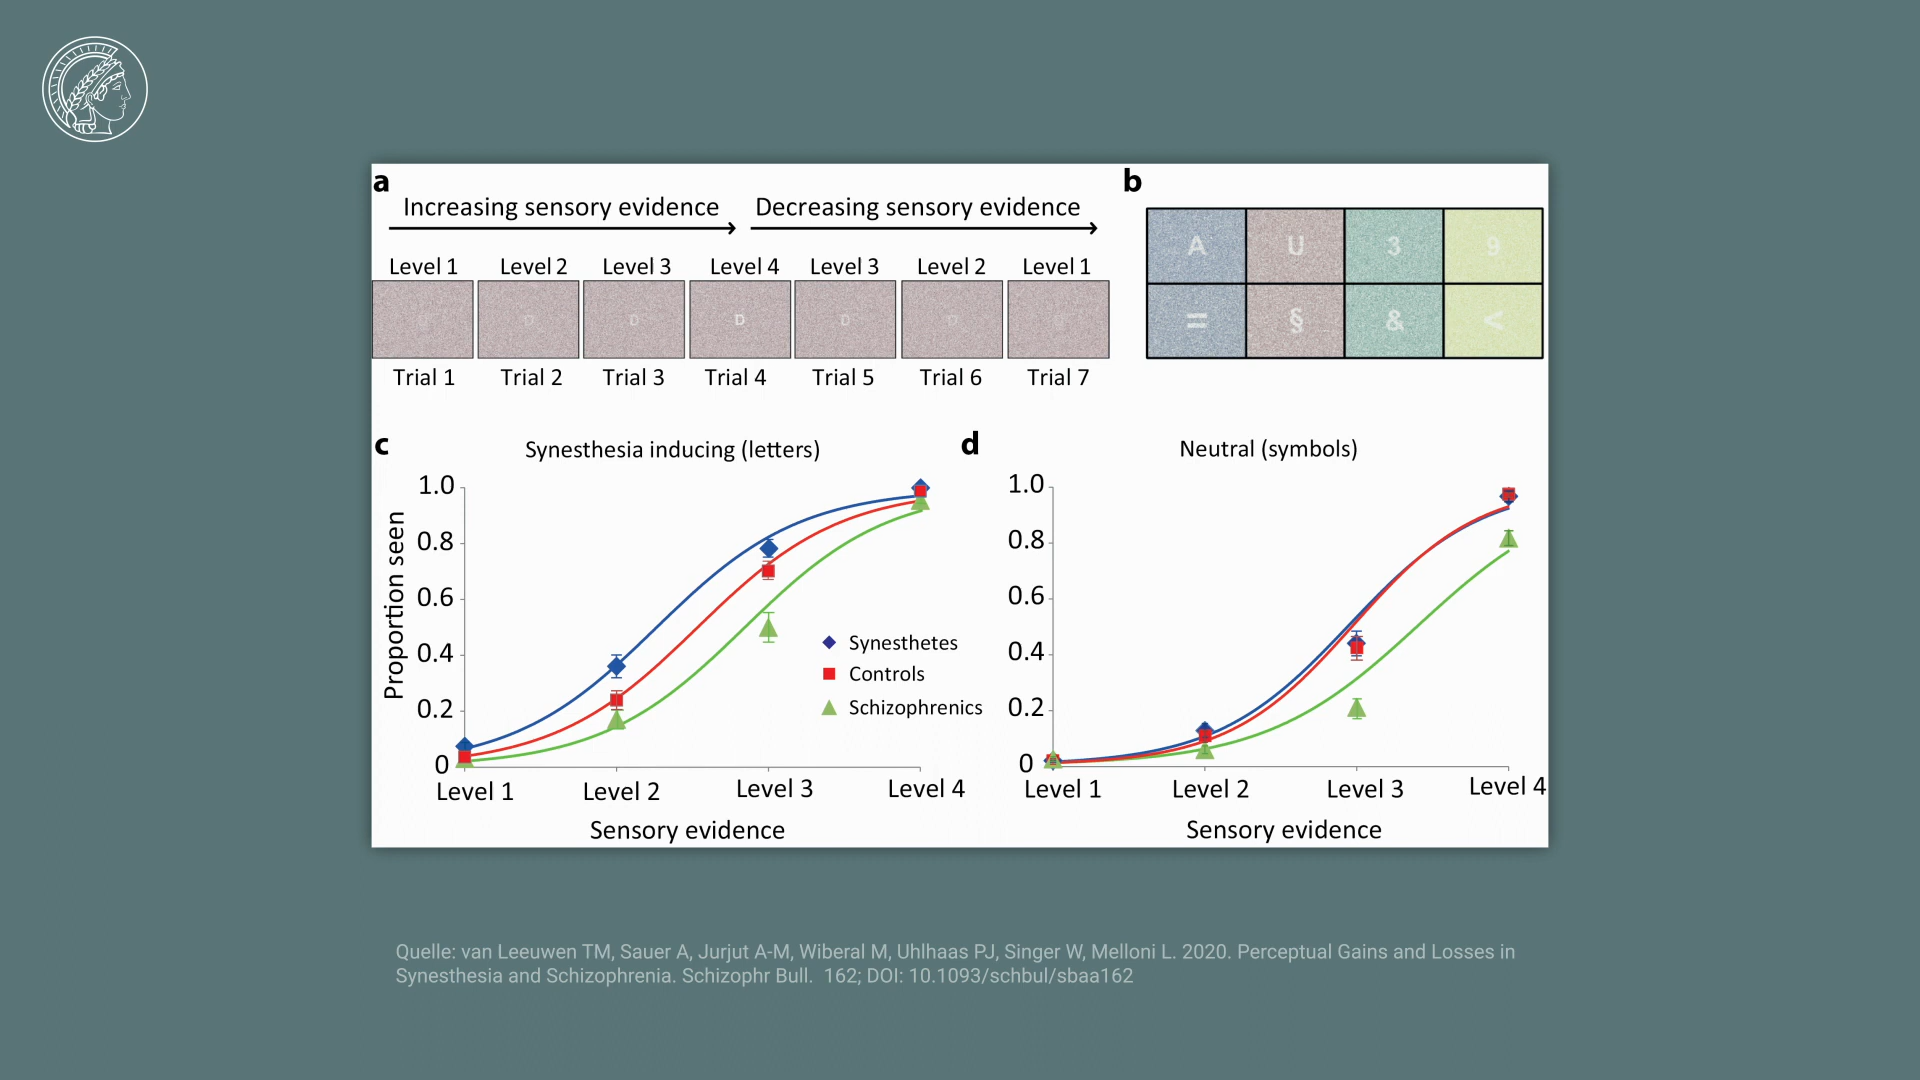 a
Increasing sensory evidence
Decreasing sensory evidence
Level 1 Level 2 Level 3 Level 4 Level 3 Level 2 Level 1
D D D D D
Trial 1 Trial 2 Trial 3 Trial 4 Trial 5 Trial 6 Trial 7
b
A U 3 9
= § & <
c
Synesthesia inducing (letters)
Proportion seen
1.0
0.8
0.6
0.4
0.2
0
Synesthetes
Controls
Schizophrenics
Level 1 Level 2 Level 3 Level 4
Sensory evidence
d
Neutral (symbols)
1.0
0.8
0.6
0.4
0.2
0
Level 1 Level 2 Level 3 Level 4
Sensory evidence
Quelle: van Leeuwen TM, Sauer A, Jurjut A-M, Wiberal M, Uhlhaas PJ, Singer W, Melloni L. 2020. Perceptual Gains and Losses in
Synesthesia and Schizophrenia. Schizophr Bull. 162; DOI: 10.1093/schbul/sbaa162